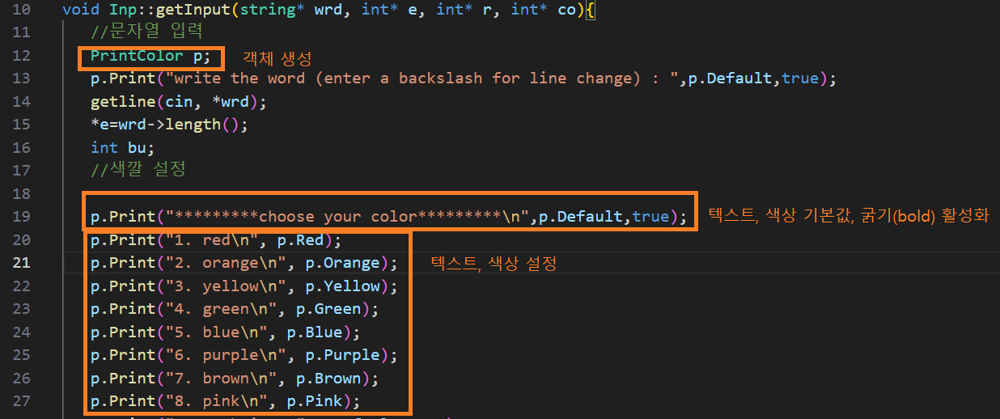 10 void Inp::getInput(string* wrd, int* e, int* r, int* co){
11 //문자열 입력
12 PrintColor p; 객체 생성
13 p.Print("write the word (enter a backslash for line change) : ",p.Default,true);
14 getline(cin, *wrd);
15 *e=wrd->length();
16 int bu;
17 //색깔 설정
18
19 p.Print("*********choose your color*********\n",p.Default,true); 텍스트, 색상 기본값, 굵기(bold) 활성화
20 p.Print("1. red\n", p.Red);
21 p.Print("2. orange\n", p.Orange); 텍스트, 색상 설정
22 p.Print("3. yellow\n", p.Yellow);
23 p.Print("4. green\n", p.Green);
24 p.Print("5. blue\n", p.Blue);
25 p.Print("6. purple\n", p.Purple);
26 p.Print("7. brown\n", p.Brown);
27 p.Print("8. pink\n", p.Pink);